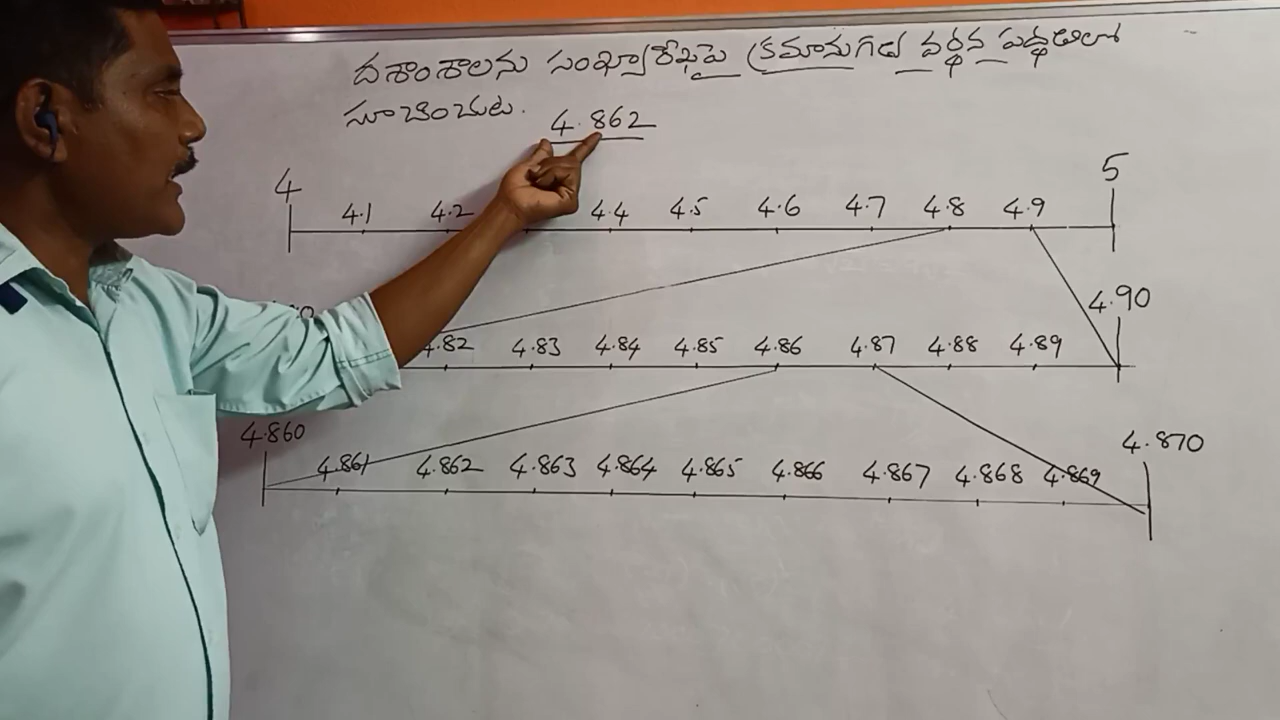 దశాంశాలను సంఖ్యారేఖపై క్రమానుగత వర్థన పద్ధతిలో
సూచించుట. 4.862
4 4.1 4.2 4.4 4.5 4.6 4.7 4.8 4.9 5
4.82 4.83 4.84 4.85 4.86 4.87 4.88 4.89 4.90
4.860 4.861 4.862 4.863 4.864 4.865 4.866 4.867 4.868 4.869 4.870